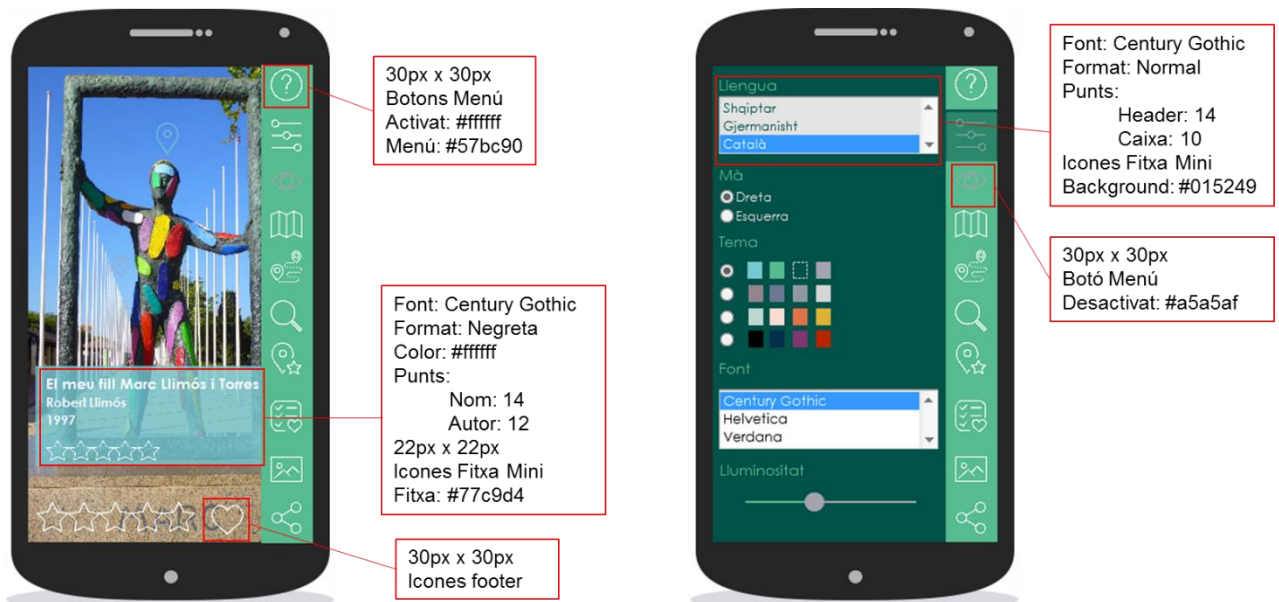 30px x 30px
Botons Menú
Activat: #ffffff
Menú: #57bc90
El meu fill Marc Llimós i Torres
Robert Llimós
1997
MARC
Font: Century Gothic
Format: Negreta
Color: #ffffff
Punts:
Nom: 14
Autor: 12
22px x 22px
Icones Fitxa Mini
Fitxa: #77c9d4
30px x 30px
Icones footer
Llengua
Shqiptar
Gjermanisht
Català
Mà
Dreta
Esquerra
Tema
Font
Century Gothic
Helvetica
Verdana
Lluminositat
Font: Century Gothic
Format: Normal
Punts:
Header: 14
Caixa: 10
Icones Fitxa Mini
Background: #015249
30px x 30px
Botó Menú
Desactivat: #a5a5af